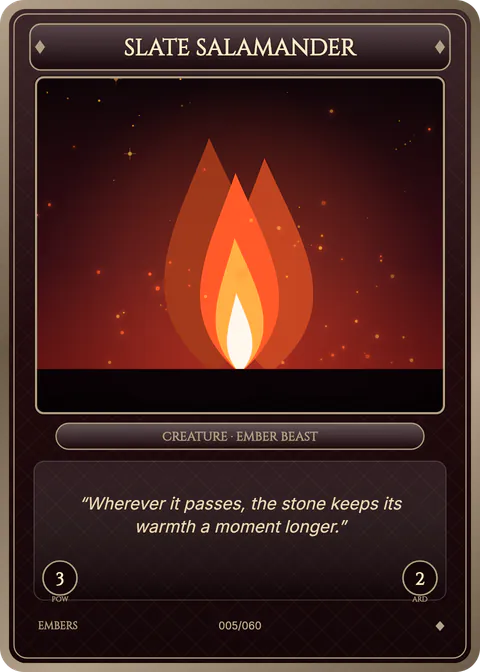 SLATE SALAMANDER
CREATURE · EMBER BEAST
“Wherever it passes, the stone keeps its
warmth a moment longer.”
3
POW
2
ARD
EMBERS
005/060